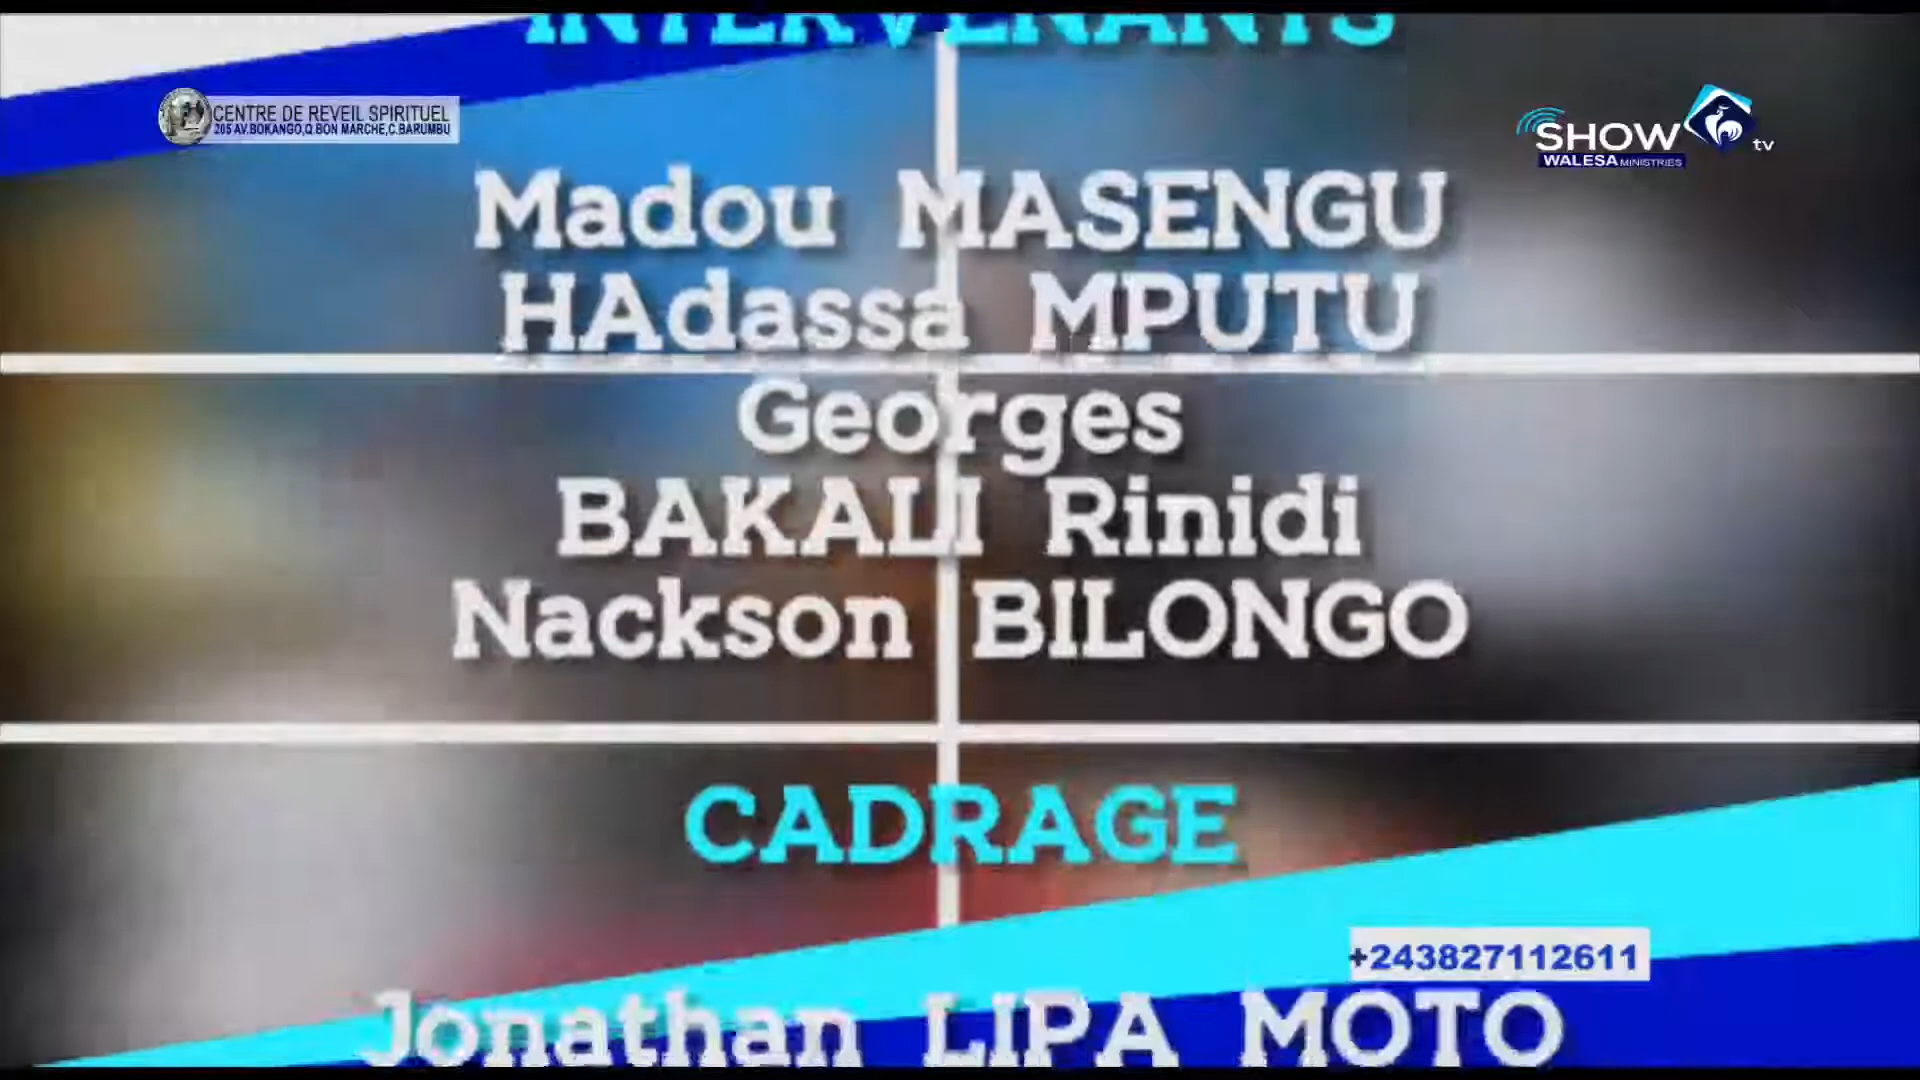 INTERVENANTS
CENTRE DE REVEIL SPIRITUEL
205 AV.BOKANGO,Q.BON MARCHE,C.BARUMBU
SHOW tv
WALESA MINISTRIES
Madou MASENGU
HAdassa MPUTU
Georges
BAKALI Rinidi
Nackson BILONGO
CADRAGE
+243827112611
Jonathan LIPA MOTO